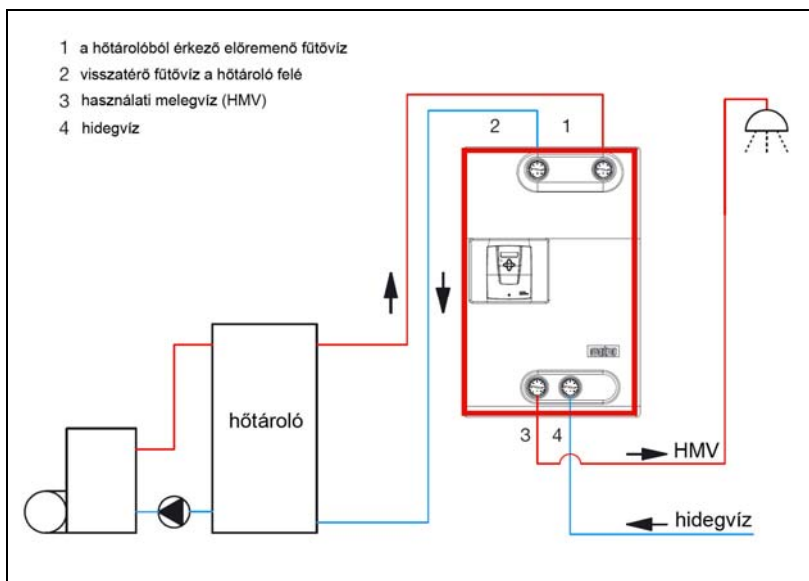 1 a hőtárolóból érkező előremenő fűtővíz
2 visszatérő fűtővíz a hőtároló felé
3 használati melegvíz (HMV)
4 hidegvíz
2 1
hőtároló
3 4
HMV
hidegvíz